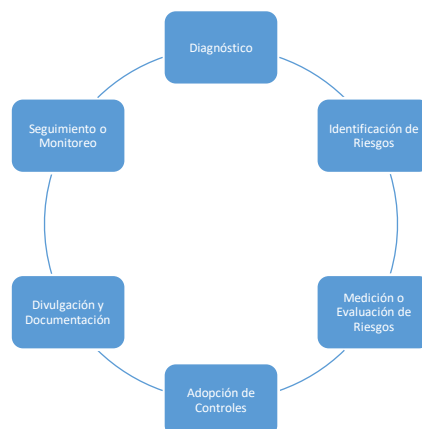 Diagnóstico
Identificación de
Riesgos
Medición o
Evaluación de
Riesgos
Adopción de
Controles
Divulgación y
Documentación
Seguimiento o
Monitoreo